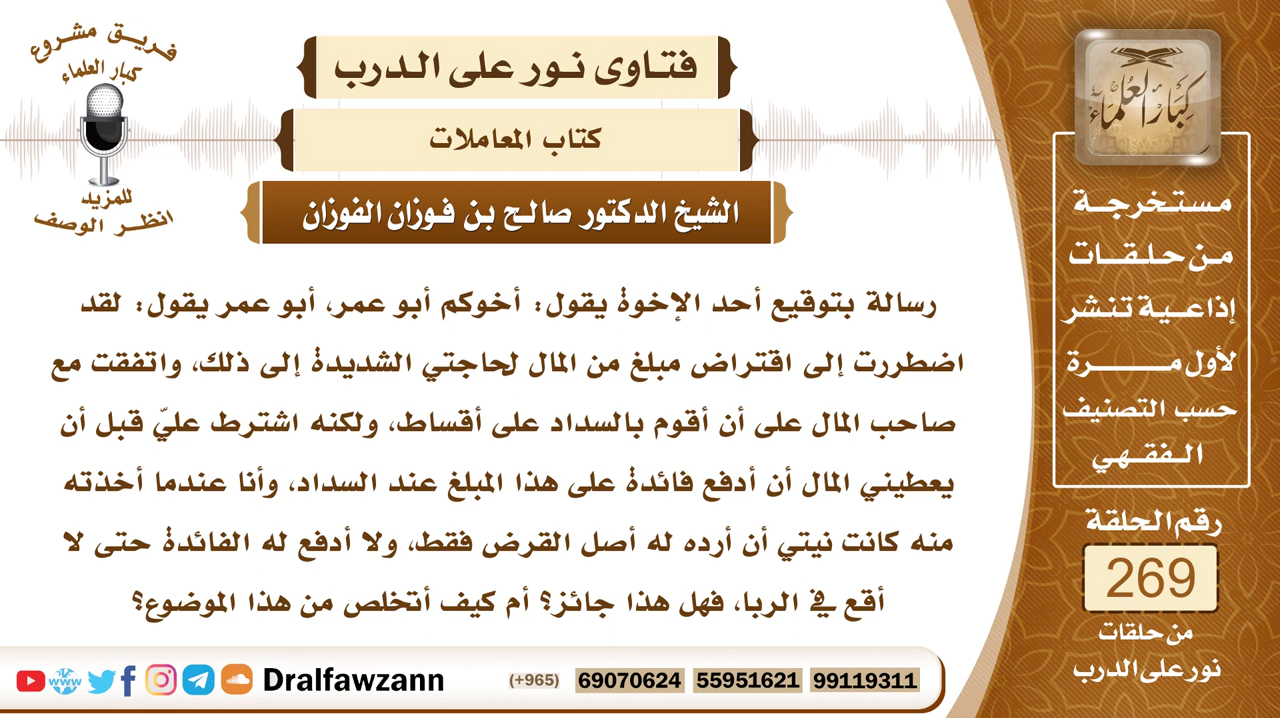 فريق مشروع
كبار العلماء
للمزيد
انظر الوصف
فتاوى نور على الدرب
كتاب المعاملات
الشيخ الدكتور صالح بن فوزان الفوزان
رسالة بتوقيع أحد الإخوة يقول: أخوكم أبو عمر، أبو عمر يقول: لقد
اضطررت إلى اقتراض مبلغ من المال لحاجتي الشديدة إلى ذلك، واتفقت مع
صاحب المال على أن أقوم بالسداد على أقساط، ولكنه اشترط عليّ قبل أن
يعطيني المال أن أدفع فائدة على هذا المبلغ عند السداد، وأنا عندما أخذته
منه كانت نيتي أن أرده له أصل القرض فقط، ولا أدفع له الفائدة حتى لا
أقع في الربا، فهل هذا جائز؟ أم كيف أتخلص من هذا الموضوع؟
كبار العلماء
مستخرجة
من حلقات
إذاعية تنشر
لأول مرة
حسب التصنيف
الفقهي
رقم الحلقة
269
من حلقات
نور على الدرب
www Dralfawzann (+965) 69070624 55951621 99119311